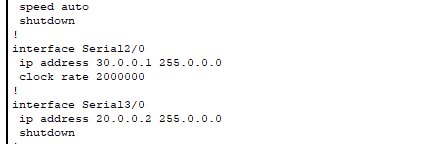 speed auto
shutdown
!
interface Serial2/0
ip address 30.0.0.1 255.0.0.0
clock rate 2000000
!
interface Serial3/0
ip address 20.0.0.2 255.0.0.0
shutdown